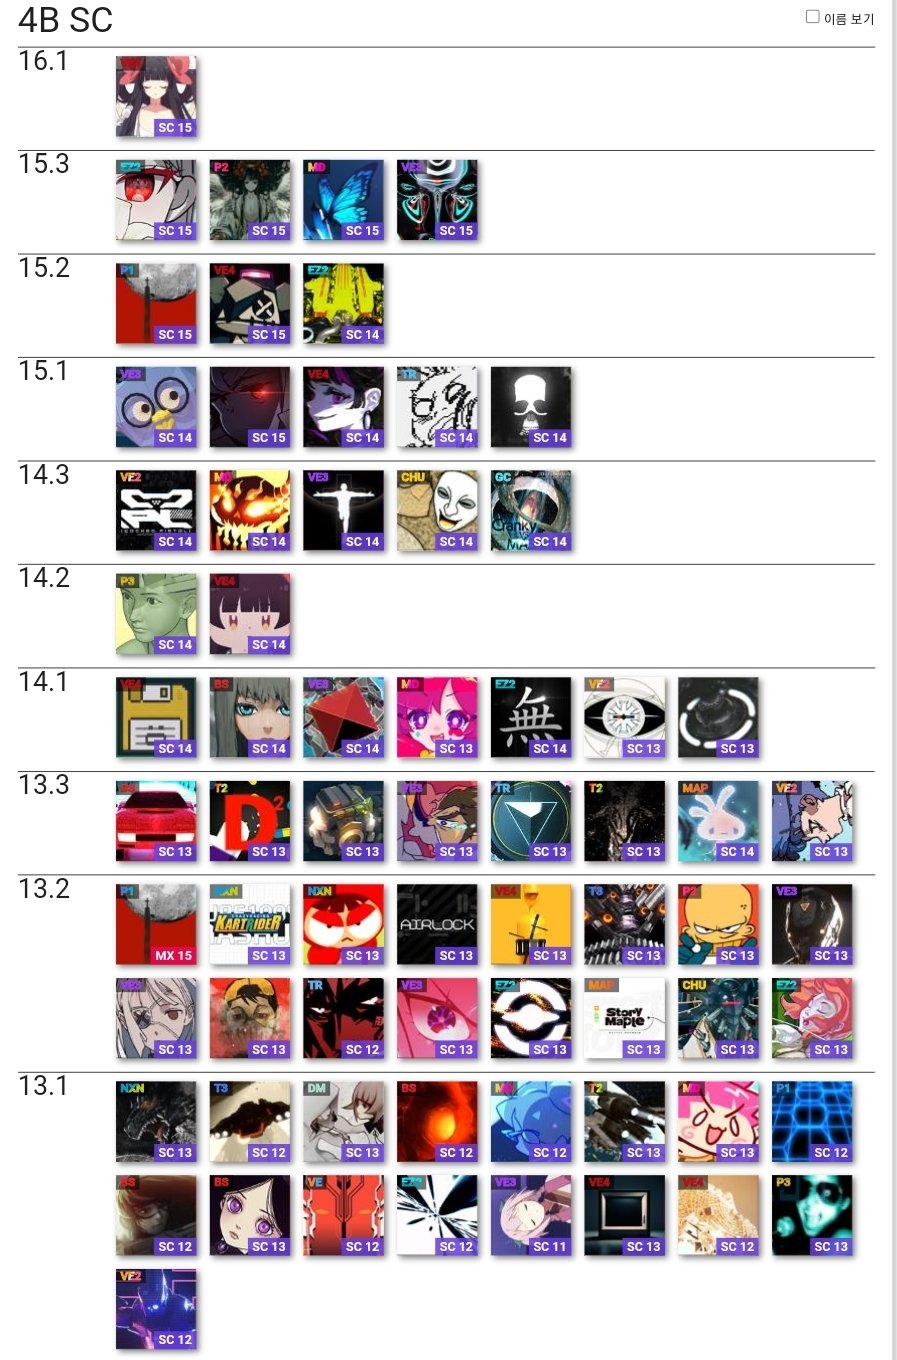 4B SC
이름 보기
16.1
SC 15
15.3
EZ2 P2 MD VE3
SC 15 SC 15 SC 15 SC 15
15.2
P1 VE4 EZ2
SC 15 SC 15 SC 14
15.1
VE3 VE4 TR
SC 14 SC 15 SC 14 SC 14 SC 14
14.3
VE2 MD VE3 CHU GC
Cranky
SC 14 SC 14 SC 14 SC 14 SC 14
14.2
P3 VE4
SC 14 SC 14
14.1
VE4 BS VE3 MD EZ2 VE2
無
SC 14 SC 14 SC 14 SC 13 SC 14 SC 13 SC 13
13.3
T2 VE3 TR T2 MAP VE2
D2
SC 13 SC 13 SC 13 SC 13 SC 13 SC 13 SC 14 SC 13
13.2
P1 NXN NXN VE4 T3 P2 VE3
KARTRIDER
AIRLOCK
MX 15 SC 13 SC 13 SC 13 SC 13 SC 13 SC 13 SC 13
VE3 TR VE3 EZ2 MAP CHU EZ2
Story
Maple
SC 13 SC 13 SC 12 SC 13 SC 13 SC 13 SC 13 SC 13
13.1
NXN T3 DM BS MD T2 MD P1
SC 13 SC 12 SC 13 SC 13 SC 12 SC 13 SC 13 SC 12
BS BS VE EZ2 VE3 VE4 VE4 P3
SC 12 SC 13 SC 12 SC 12 SC 11 SC 13 SC 12 SC 13
VE2
SC 12